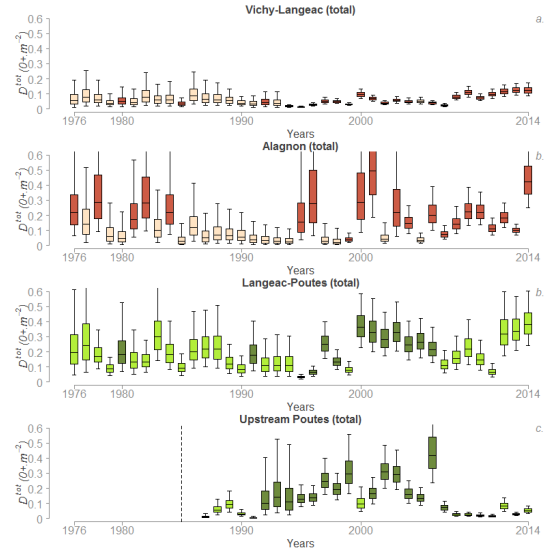 Vichy-Langeac (total)
a.
D^tot (0+.m^-2)
0.6
0.5
0.4
0.3
0.2
0.1
0
1976 1980 1990 2000 2014
Years
Alagnon (total)
b.
D^tot (0+.m^-2)
0.6
0.5
0.4
0.3
0.2
0.1
0
1976 1980 1990 2000 2014
Years
Langeac-Poutes (total)
b.
D^tot (0+.m^-2)
0.6
0.5
0.4
0.3
0.2
0.1
0
1976 1980 1990 2000 2014
Years
Upstream Poutes (total)
c.
D^tot (0+.m^-2)
0.6
0.5
0.4
0.3
0.2
0.1
0
1976 1980 1990 2000 2014
Years